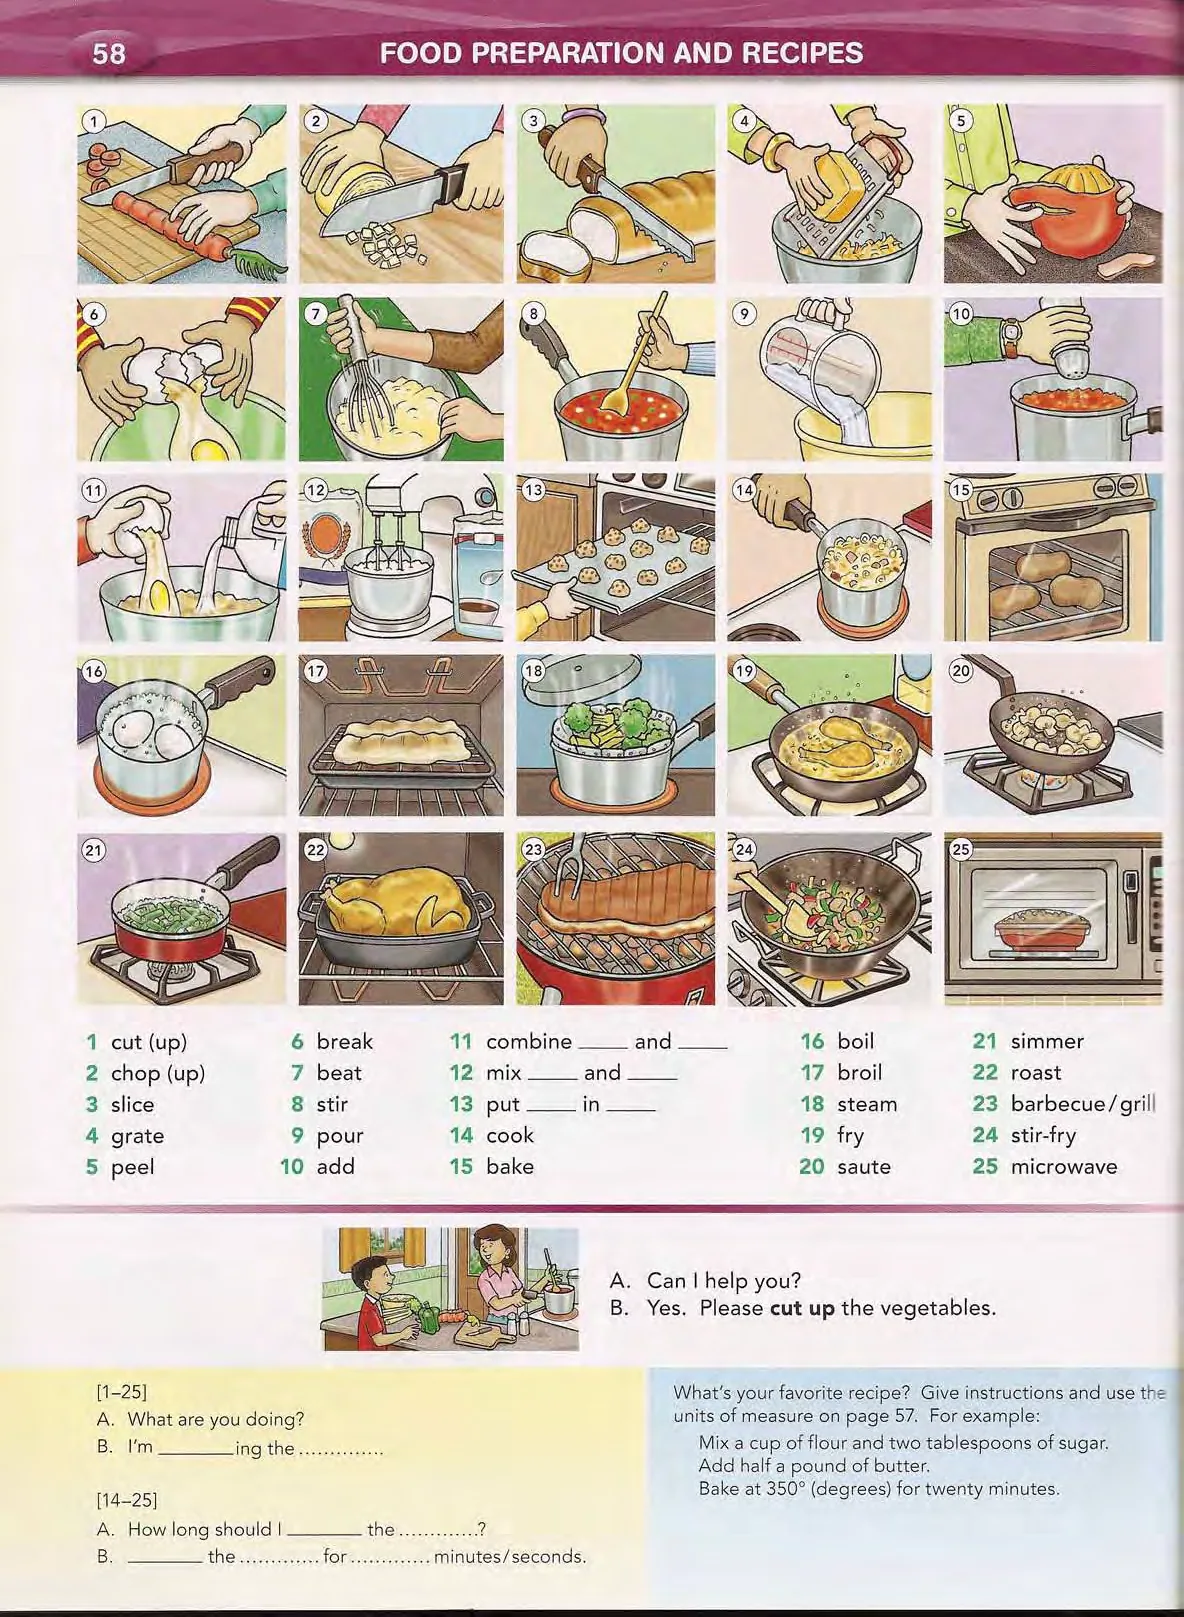 58
FOOD PREPARATION AND RECIPES
1
2
3
4
5
6
7
8
9
10
11
12
13
14
15
16
17
18
19
20
21
22
23
24
25
1 cut (up)
2 chop (up)
3 slice
4 grate
5 peel
6 break
7 beat
8 stir
9 pour
10 add
11 combine ____ and ____
12 mix ____ and ____
13 put ____ in ____
14 cook
15 bake
16 boil
17 broil
18 steam
19 fry
20 saute
21 simmer
22 roast
23 barbecue/grill
24 stir-fry
25 microwave
A. Can I help you?
B. Yes. Please cut up the vegetables.
[1–25]
A. What are you doing?
B. I'm ________ing the ..............
[14–25]
A. How long should I ________ the .............?
B. ________ the ............. for ............. minutes/seconds.
What's your favorite recipe? Give instructions and use the
units of measure on page 57. For example:
Mix a cup of flour and two tablespoons of sugar.
Add half a pound of butter.
Bake at 350° (degrees) for twenty minutes.